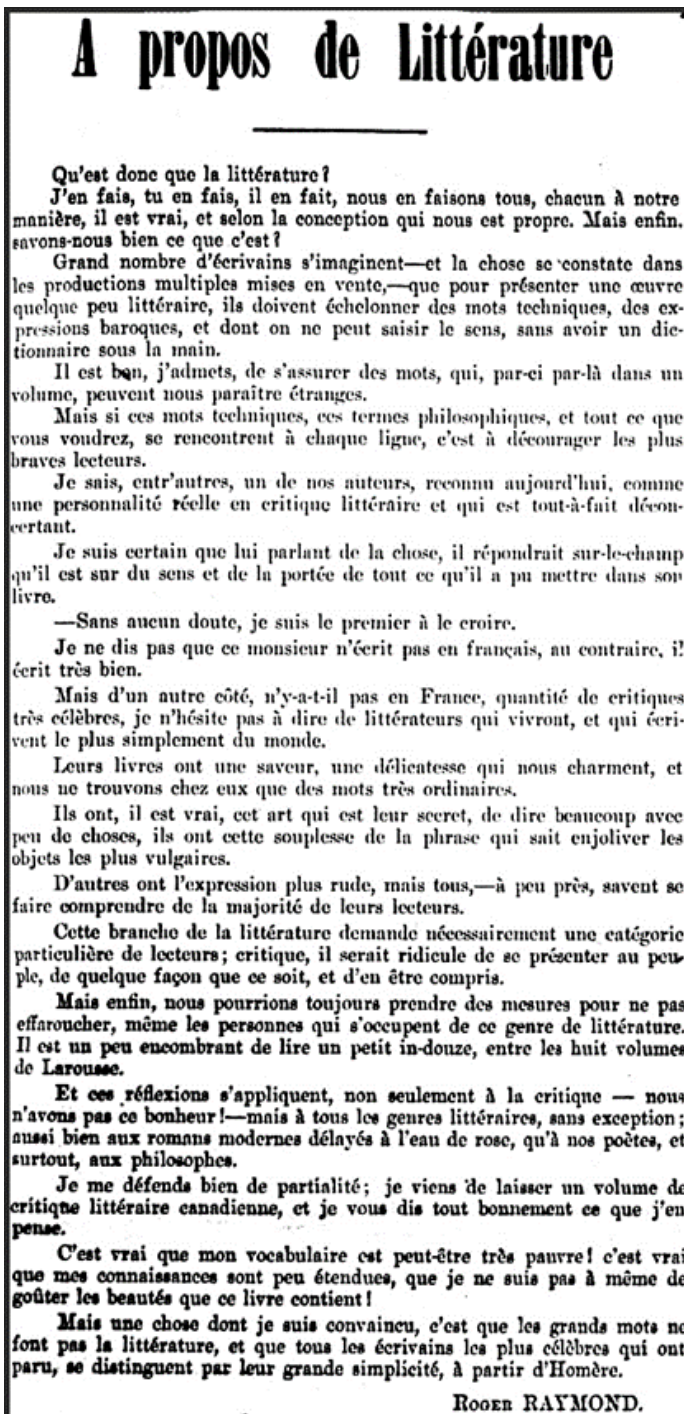 A propos de Littérature
Qu'est donc que la littérature?
J'en fais, tu en fais, il en fait, nous en faisons tous, chacun à notre
manière, il est vrai, et selon la conception qui nous est propre. Mais enfin.
savons-nous bien ce que c'est?
Grand nombre d'écrivains s'imaginent—et la chose se constate dans
les productions multiples mises en vente,—que pour présenter une œuvre
quelque peu littéraire, ils doivent échelonner des mots techniques, des ex-
pressions baroques, et dont on ne peut saisir le sens, sans avoir un dic-
tionnaire sous la main.
Il est bon, j'admets, de s'assurer des mots, qui, par-ci par-là dans un
volume, peuvent nous paraître étranges.
Mais si ces mots techniques, ces termes philosophiques, et tout ce que
vous voudrez, se rencontrent à chaque ligne, c'est à décourager les plus
braves lecteurs.
Je sais, entr'autres, un de nos auteurs, reconnu aujourd'hui, comme
une personnalité réelle en critique littéraire et qui est tout-à-fait décon-
certant.
Je suis certain que lui parlant de la chose, il répondrait sur-le-champ
qu'il est sur du sens et de la portée de tout ce qu'il a pu mettre dans son
livre.
—Sans aucun doute, je suis le premier à le croire.
Je ne dis pas que ce monsieur n'écrit pas en français, au contraire, il
écrit très bien.
Mais d'un autre côté, n'y-a-t-il pas en France, quantité de critiques
très célèbres, je n'hésite pas à dire de littérateurs qui vivront, et qui écri-
vent le plus simplement du monde.
Leurs livres ont une saveur, une délicatesse qui nous charment, et
nous ne trouvons chez eux que des mots très ordinaires.
Ils ont, il est vrai, cet art qui est leur secret, de dire beaucoup avec
peu de choses, ils ont cette souplesse de la phrase qui sait enjoliver les
objets les plus vulgaires.
D'autres ont l'expression plus rude, mais tous,—à peu près, savent se
faire comprendre de la majorité de leurs lecteurs.
Cette branche de la littérature demande nécessairement une catégorie
particulière de lecteurs; critique, il serait ridicule de se présenter au peu-
ple, de quelque façon que ce soit, et d'en être compris.
Mais enfin, nous pourrions toujours prendre des mesures pour ne pas
effaroucher, même les personnes qui s'occupent de ce genre de littérature.
Il est un peu encombrant de lire un petit in-douze, entre les huit volumes
de Larousse.
Et ces réflexions s'appliquent, non seulement à la critique — nous
n'avons pas ce bonheur!—mais à tous les genres littéraires, sans exception;
aussi bien aux romans modernes délayés à l'eau de rose, qu'à nos poètes, et
surtout, aux philosophes.
Je me défends bien de partialité; je viens de laisser un volume de
critique littéraire canadienne, et je vous dis tout bonnement ce que j'en
pense.
C'est vrai que mon vocabulaire est peut-être très pauvre! c'est vrai
que mes connaissances sont peu étendues, que je ne suis pas à même de
goûter les beautés que ce livre contient!
Mais une chose dont je suis convaincu, c'est que les grands mots ne
font pas la littérature, et que tous les écrivains les plus célèbres qui ont
paru, se distinguent par leur grande simplicité, à partir d'Homère.
Roger RAYMOND.